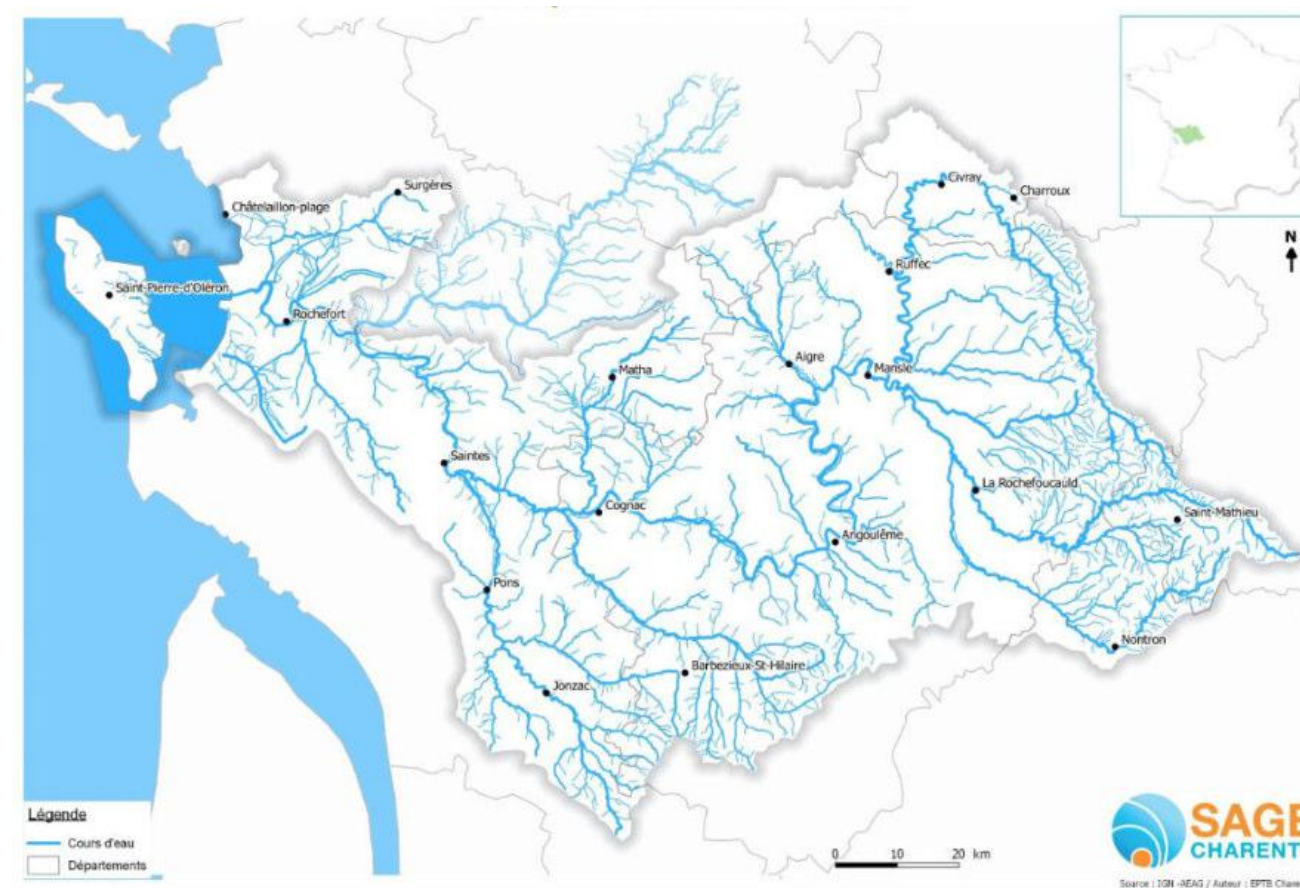 Civray
Charroux
Surgères
Châtelaillon-plage
N
Ruffec
Saint-Pierre-d'Oléron
Rochefort
Aigre
Mansle
Matha
Saintes
La Rochefoucauld
Cognac
Saint-Mathieu
Angoulême
Pons
Nontron
Barbezieux-St-Hilaire
Jonzac
Légende
Cours d'eau
Départements
0 10 20 km
SAGE
CHARENT
Source : IGN -AEAG / Auteur : EPTB Chare